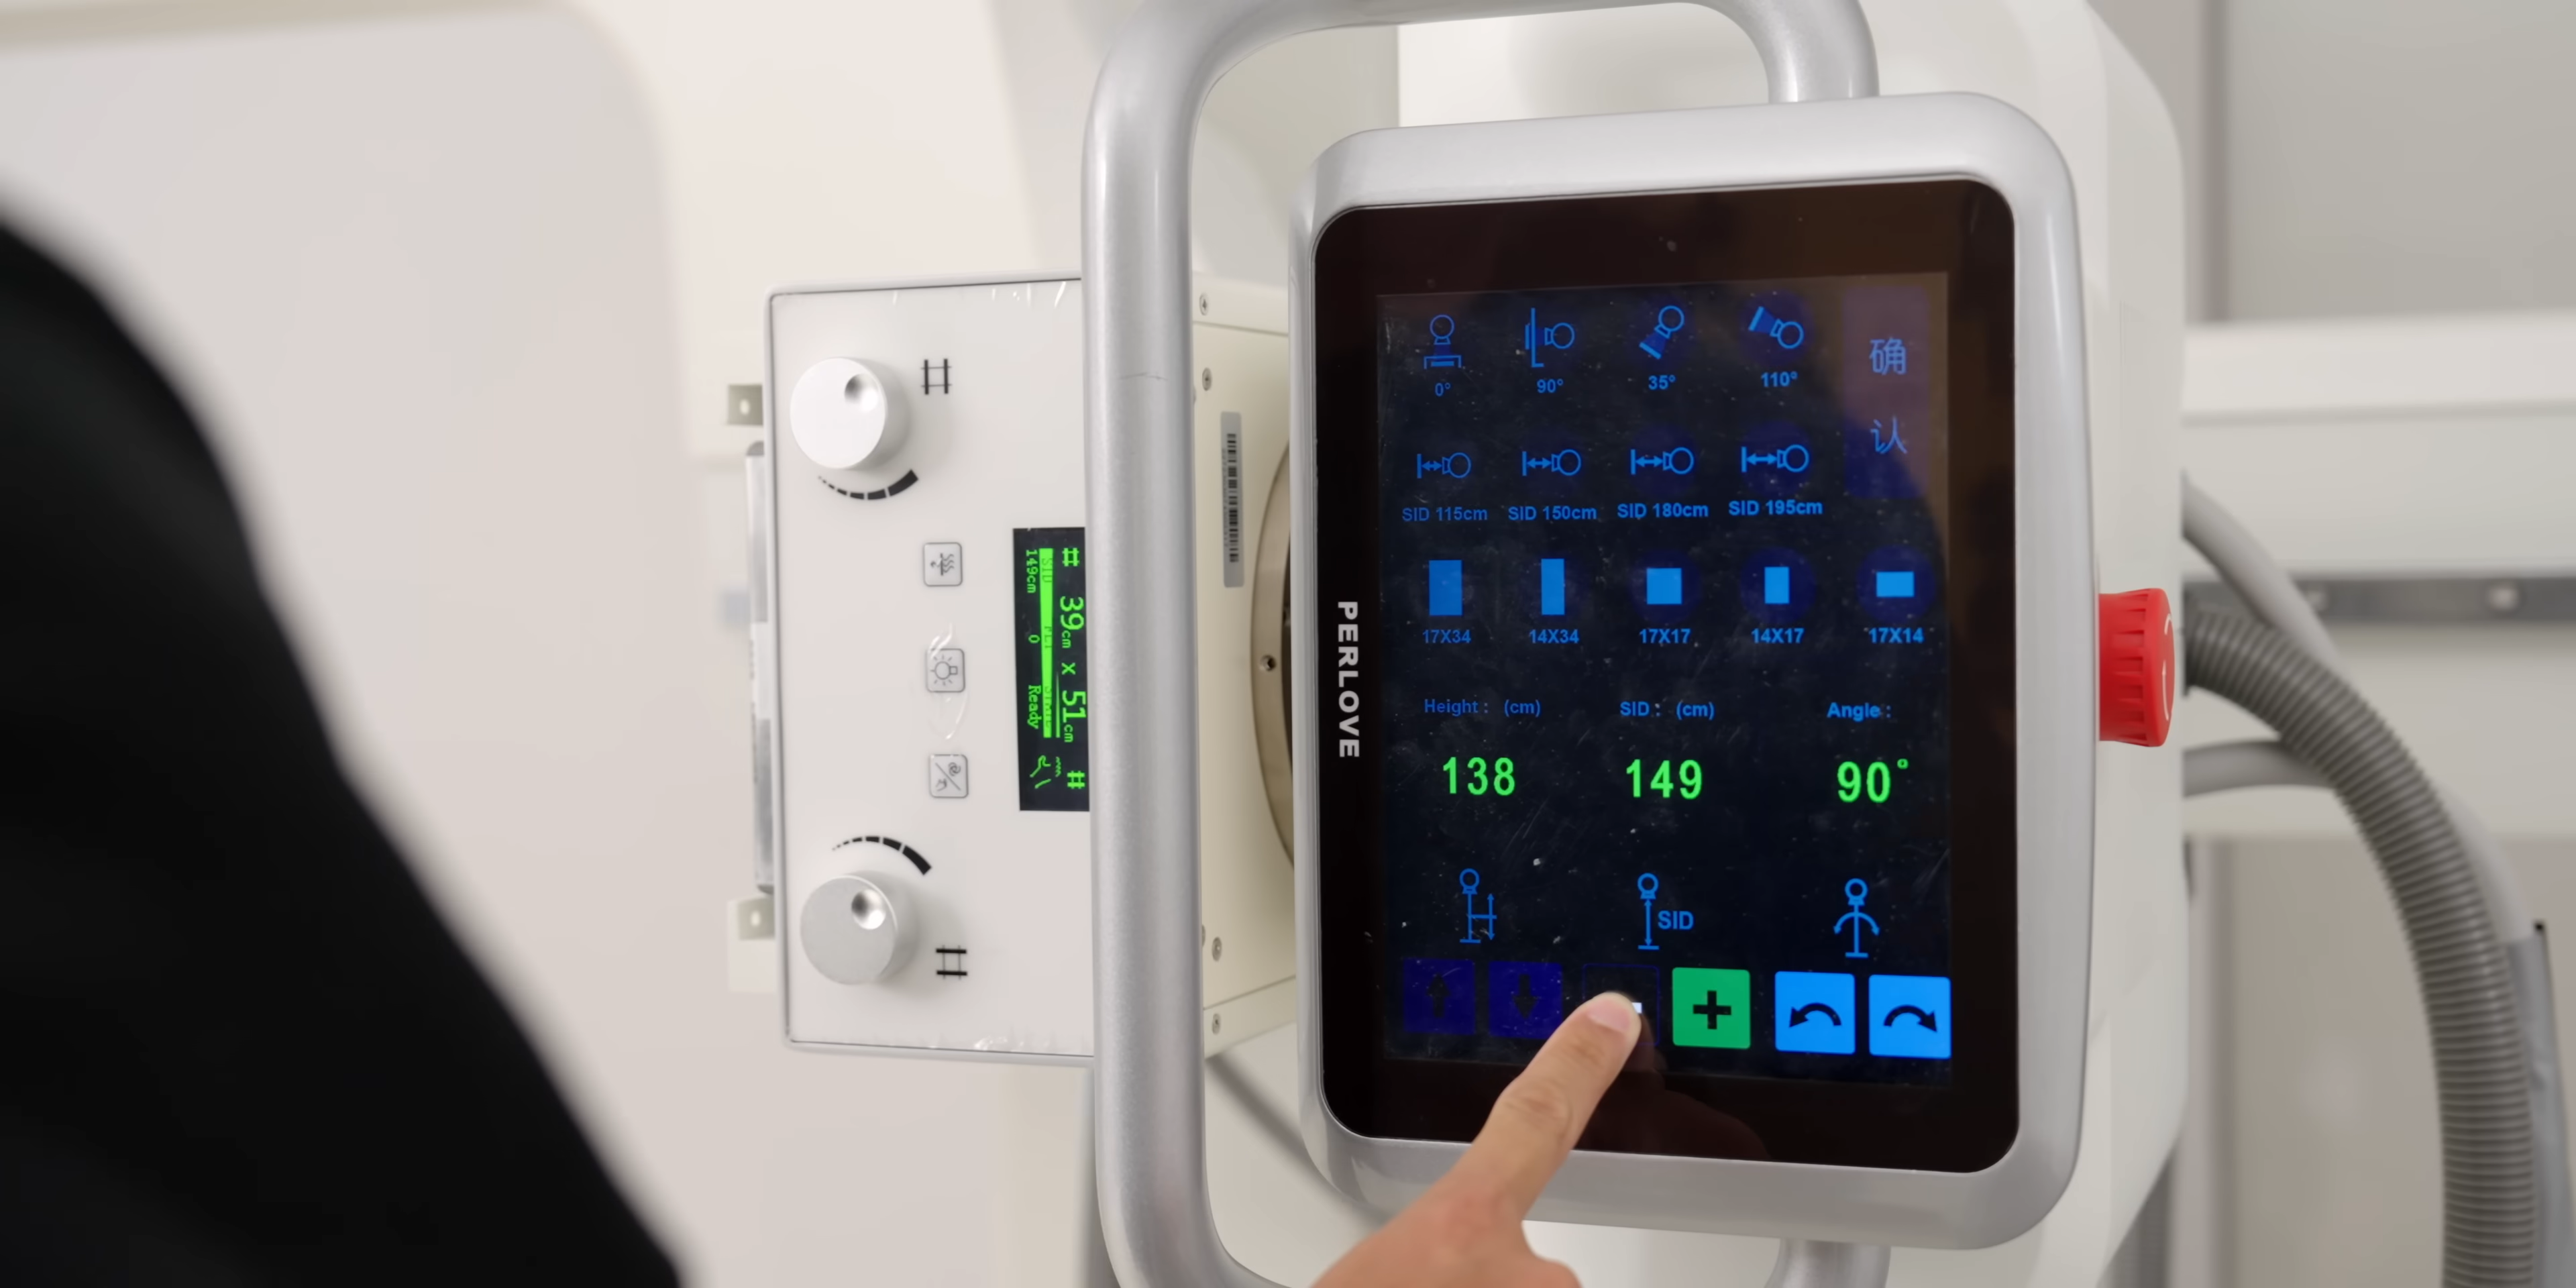 0°
90°
35°
110°
确
认
SID 115cm
SID 150cm
SID 180cm
SID 195cm
17X34
14X34
17X17
14X17
17X14
Height : (cm)
SID : (cm)
Angle :
138
149
90°
SID
PERLOVE
39cm x 51cm
SID
149cm
0
Ready